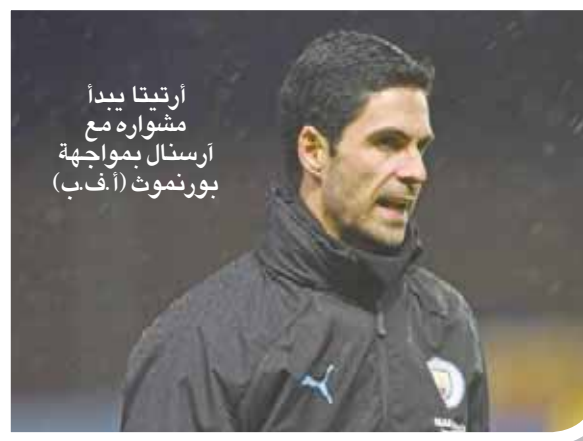 أرتيتا يبدأ
مشواره مع
آرسنال بمواجهة
بورنموث (أ.ف.ب)